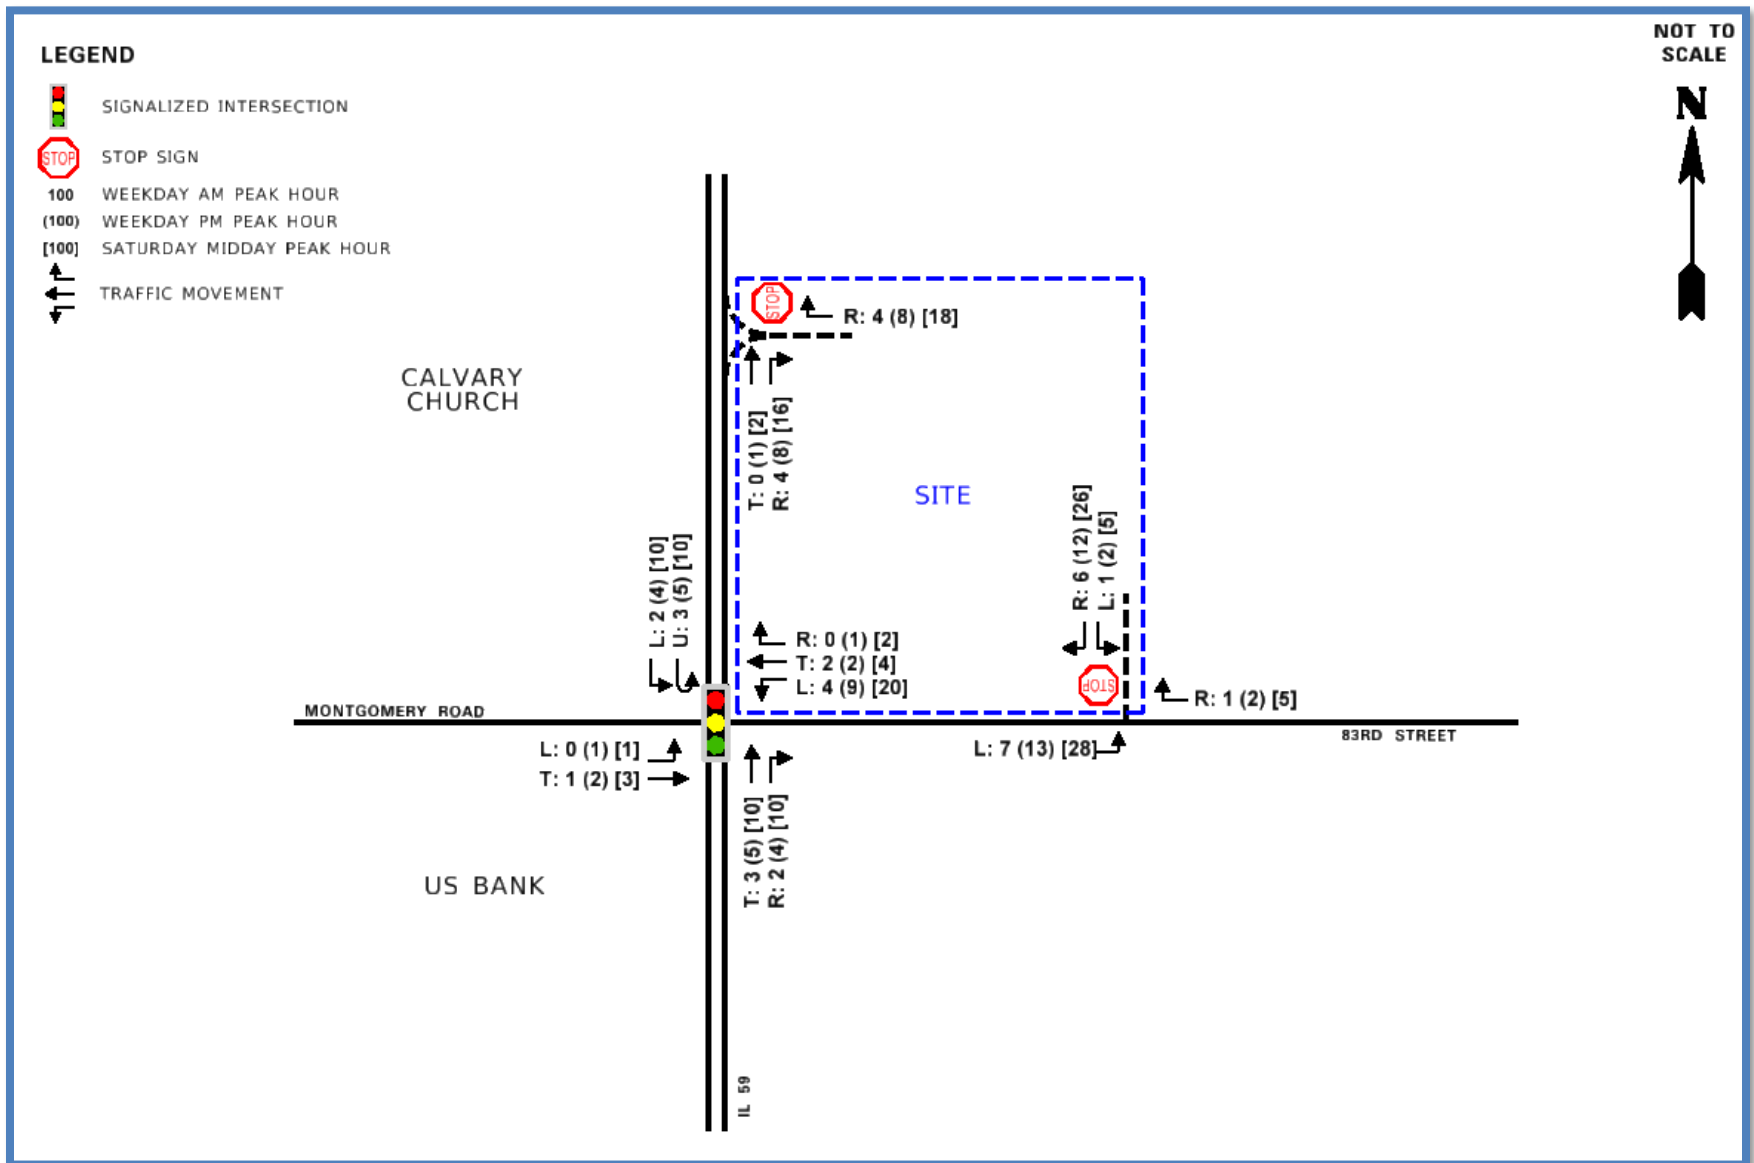 NOT TO
SCALE
N
LEGEND
SIGNALIZED INTERSECTION
STOP
STOP SIGN
100 WEEKDAY AM PEAK HOUR
(100) WEEKDAY PM PEAK HOUR
[100] SATURDAY MIDDAY PEAK HOUR
TRAFFIC MOVEMENT
STOP
R: 4 (8) [18]
CALVARY
CHURCH
T: 0 (1) [2]
R: 4 (8) [16]
SITE
R: 6 (12) [26]
L: 1 (2) [5]
L: 2 (4) [10]
U: 3 (5) [10]
R: 0 (1) [2]
T: 2 (2) [4]
L: 4 (9) [20]
STOP
R: 1 (2) [5]
MONTGOMERY ROAD
83RD STREET
L: 0 (1) [1]
T: 1 (2) [3]
L: 7 (13) [28]
T: 3 (5) [10]
R: 2 (4) [10]
US BANK
IL 59